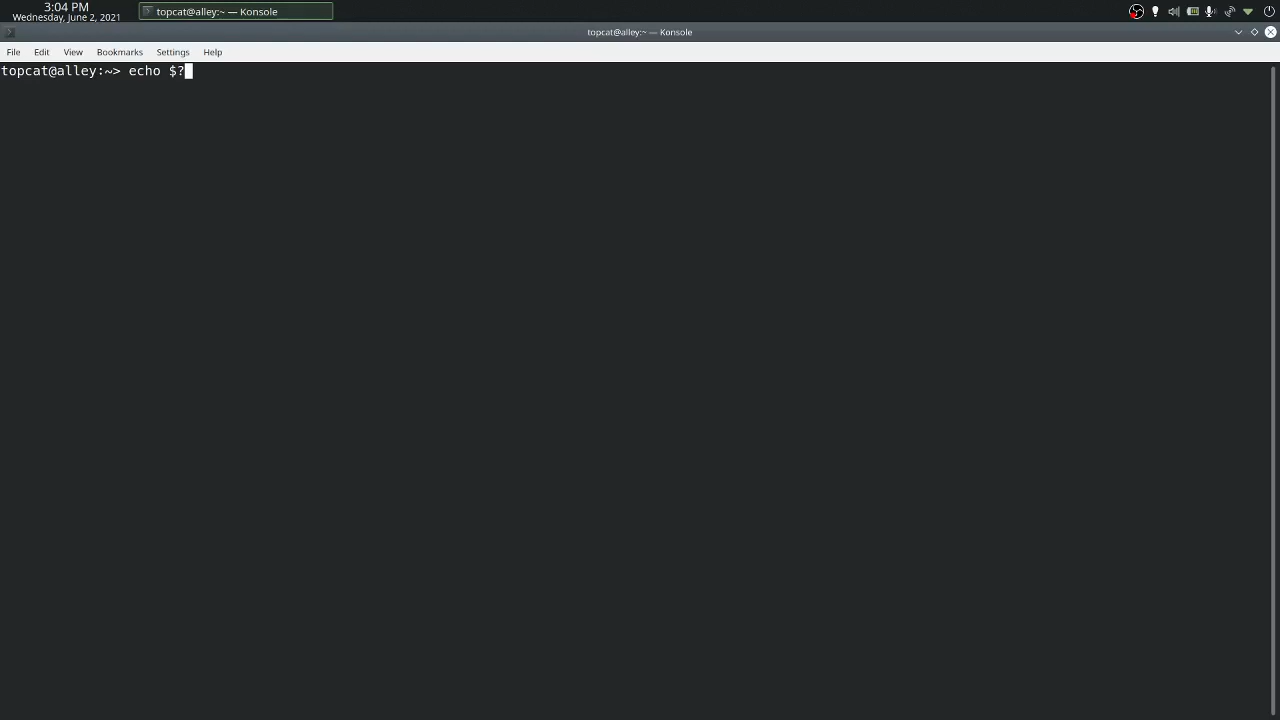 3:04 PM
Wednesday, June 2, 2021
topcat@alley:~ — Konsole
topcat@alley:~ — Konsole
File Edit View Bookmarks Settings Help
topcat@alley:~> echo $?